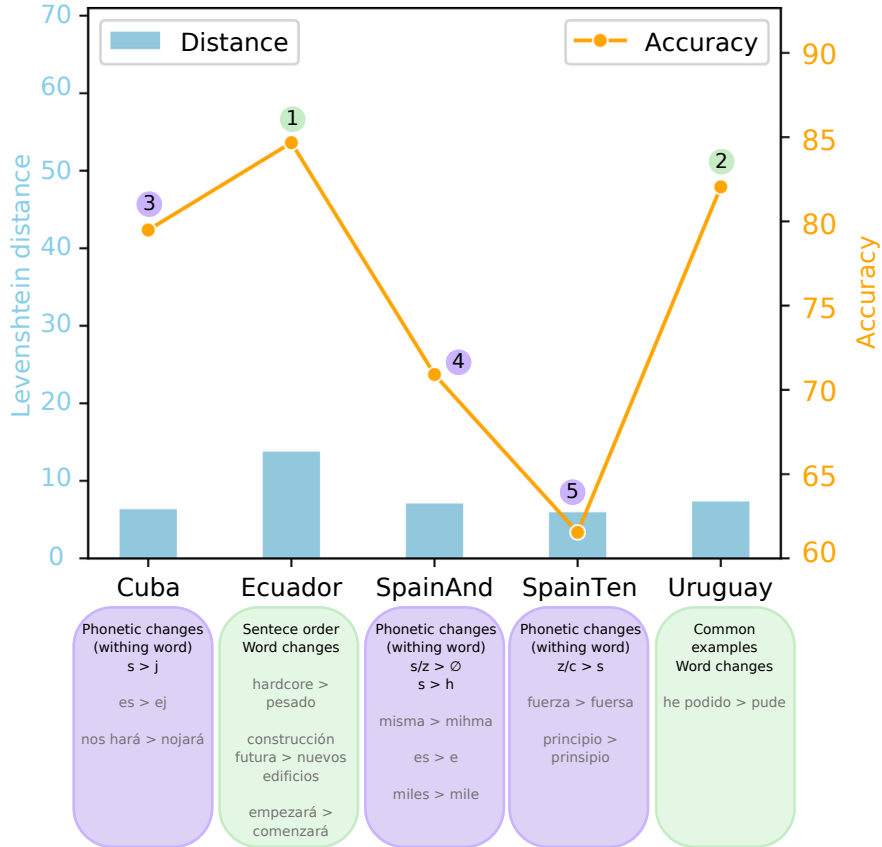 70
60
50
40
30
20
10
0
Levenshtein distance
Distance
Accuracy
90
85
80
75
70
65
60
Accuracy
3
1
4
5
2
Cuba
Ecuador
SpainAnd
SpainTen
Uruguay
Phonetic changes
(withing word)
s > j
es > ej
nos hará > nojará
Sentece order
Word changes
hardcore >
pesado
construcción
futura > nuevos
edificios
empezará >
comenzará
Phonetic changes
(withing word)
s/z > ∅
s > h
misma > mihma
es > e
miles > mile
Phonetic changes
(withing word)
z/c > s
fuerza > fuersa
principio >
prinsipio
Common
examples
Word changes
he podido > pude